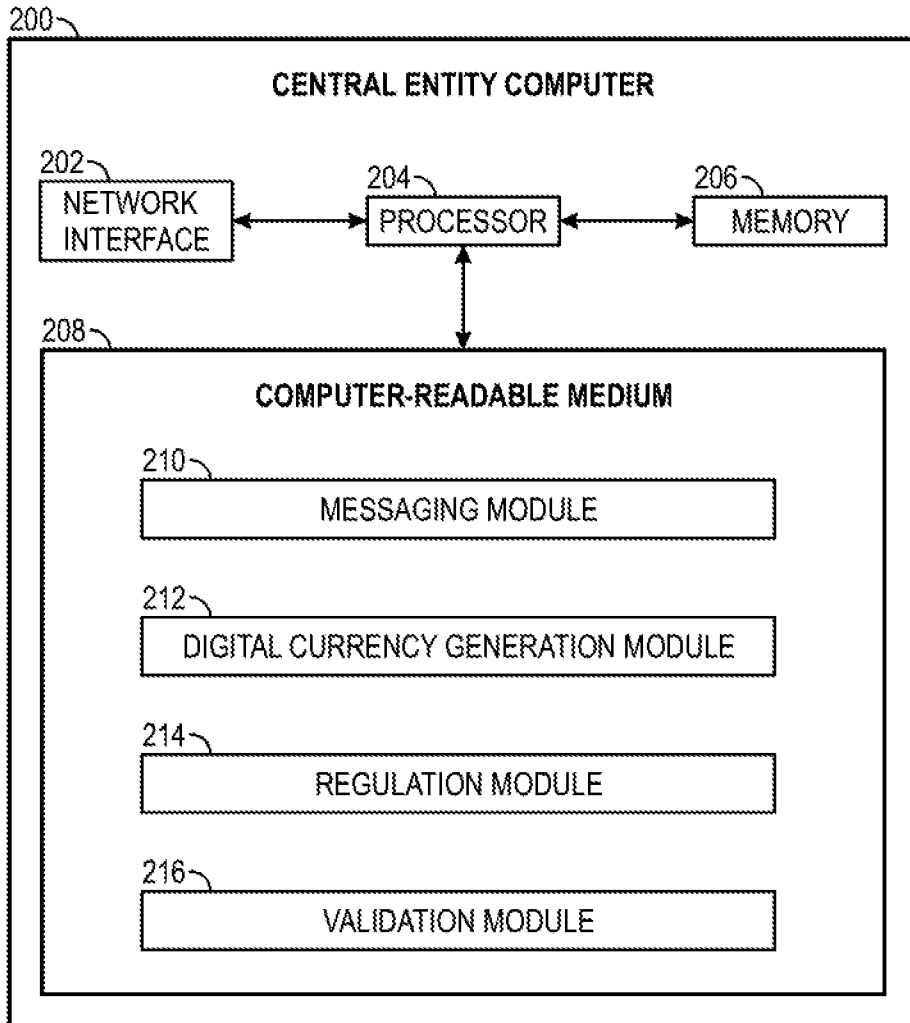 200
CENTRAL ENTITY COMPUTER
202
NETWORK
INTERFACE
204
PROCESSOR
206
MEMORY
208
COMPUTER-READABLE MEDIUM
210
MESSAGING MODULE
212
DIGITAL CURRENCY GENERATION MODULE
214
REGULATION MODULE
216
VALIDATION MODULE